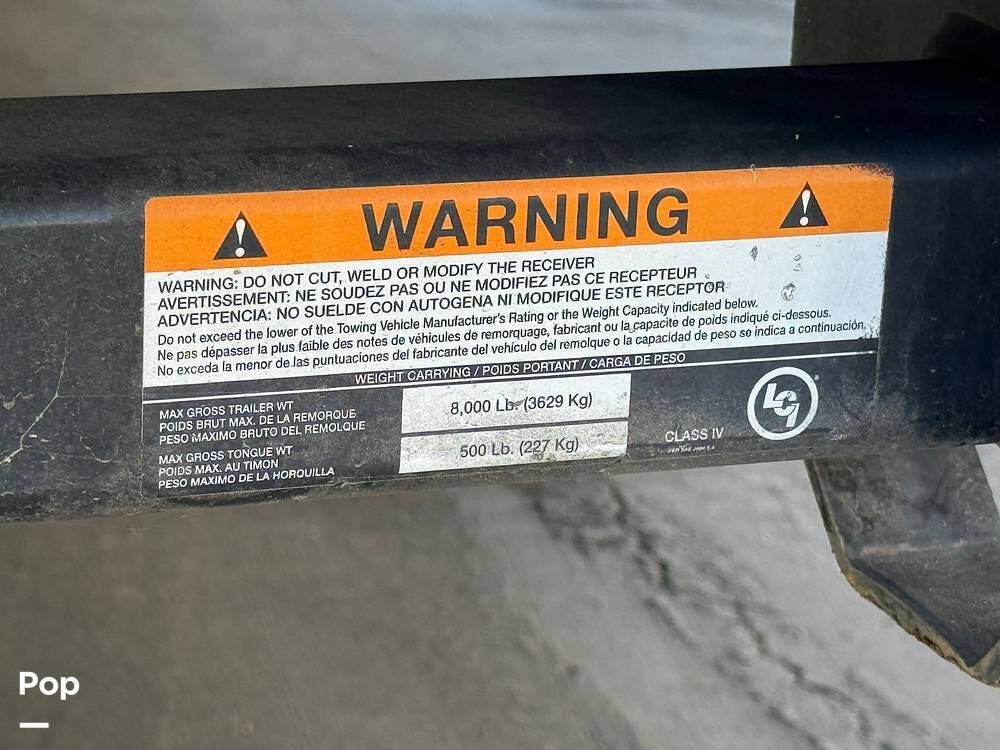 WARNING
WARNING: DO NOT CUT, WELD OR MODIFY THE RECEIVER
AVERTISSEMENT: NE SOUDEZ PAS OU NE MODIFIEZ PAS CE RECEPTEUR
ADVERTENCIA: NO SUELDE CON AUTOGENA NI MODIFIQUE ESTE RECEPTOR
Do not exceed the lower of the Towing Vehicle Manufacturer's Rating or the Weight Capacity indicated below.
Ne pas dépasser la plus faible des notes de véhicules de remorquage, fabricant ou la capacite de poids indiqué ci-dessous.
No exceda la menor de las puntuaciones del fabricante del vehículo del remolque o la capacidad de peso se indica a continuación.
WEIGHT CARRYING / POIDS PORTANT / CARGA DE PESO
MAX GROSS TRAILER WT
POIDS BRUT MAX. DE LA REMORQUE
PESO MAXIMO BRUTO DEL REMOLQUE
8,000 Lb. (3629 Kg)
MAX GROSS TONGUE WT
POIDS MAX. AU TIMON
PESO MAXIMO DE LA HORQUILLA
500 Lb. (227 Kg)
CLASS IV
LCI
Pop